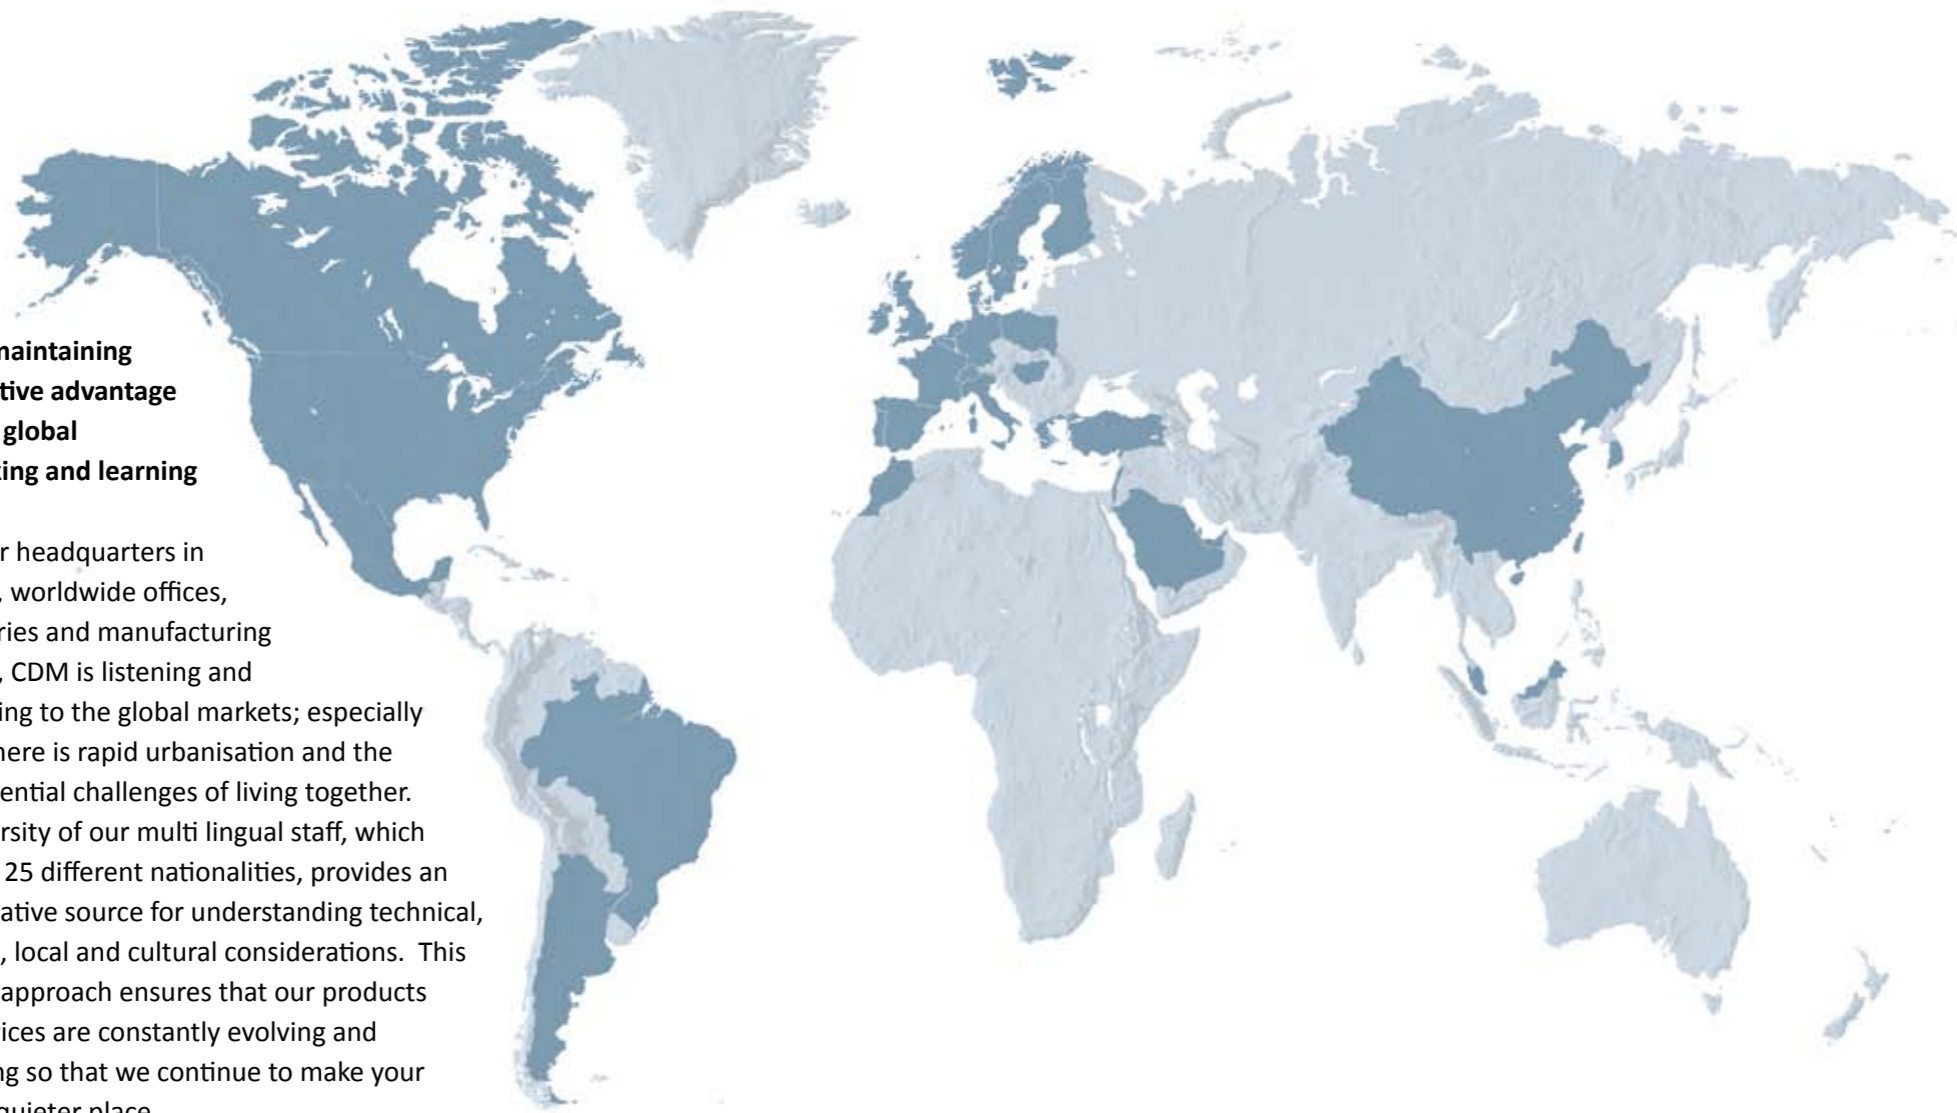 maintaining
tive advantage
global
king and learning
r headquarters in
, worldwide offices,
ries and manufacturing
, CDM is listening and
ing to the global markets; especially
here is rapid urbanisation and the
ential challenges of living together.
rsity of our multi lingual staff, which
25 different nationalities, provides an
ative source for understanding technical,
, local and cultural considerations.  This
approach ensures that our products
ices are constantly evolving and
ng so that we continue to make your
quieter place